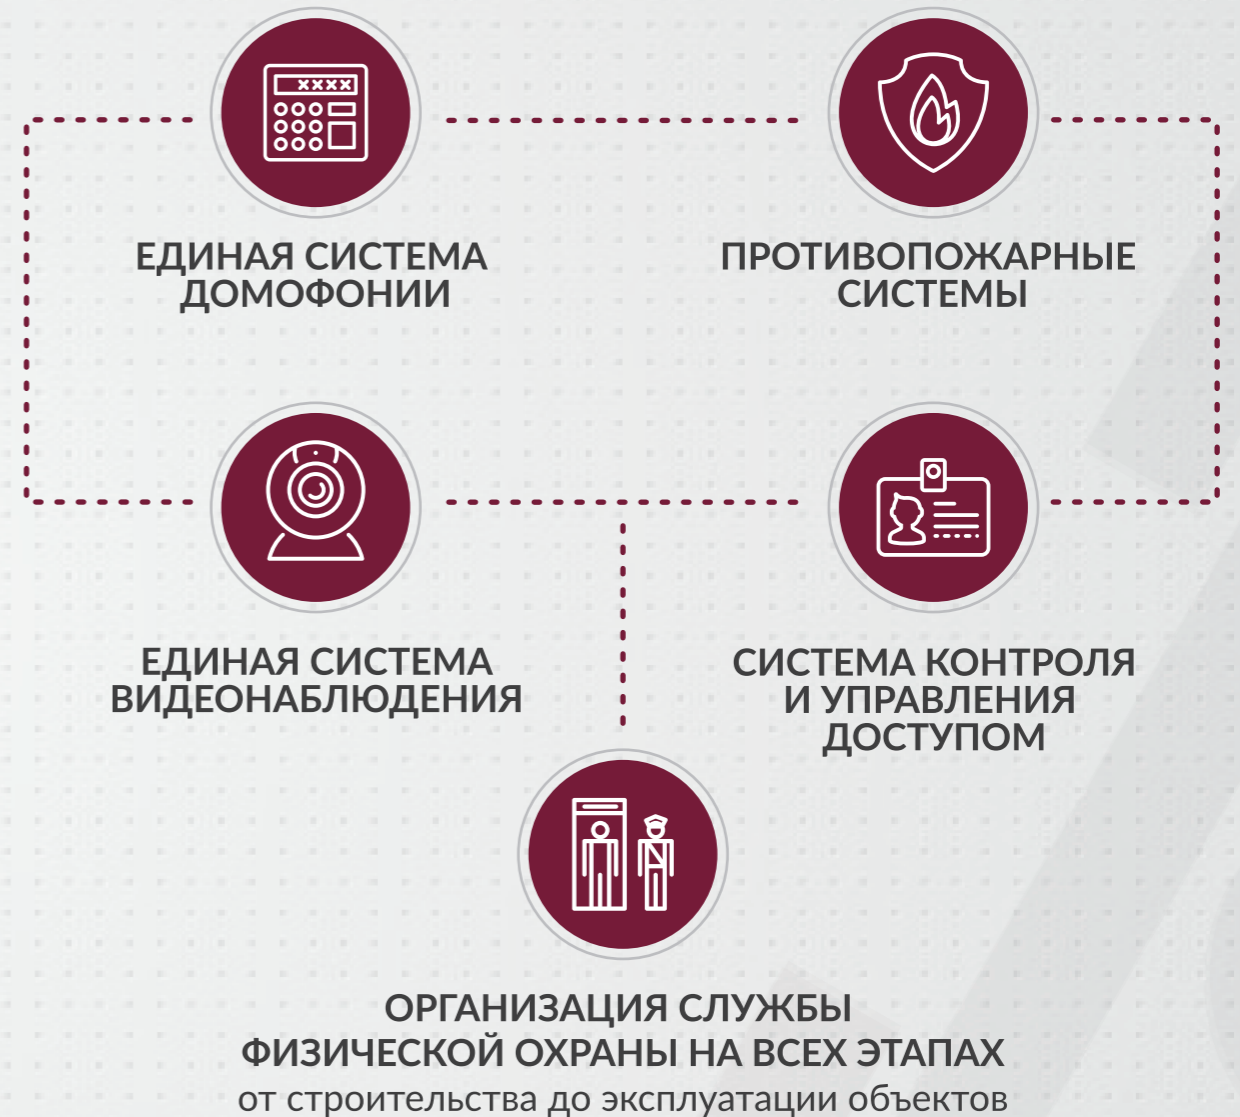 xxxx
ЕДИНАЯ СИСТЕМА
ДОМОФОНИИ
ПРОТИВОПОЖАРНЫЕ
СИСТЕМЫ
ЕДИНАЯ СИСТЕМА
ВИДЕОНАБЛЮДЕНИЯ
СИСТЕМА КОНТРОЛЯ
И УПРАВЛЕНИЯ
ДОСТУПОМ
ОРГАНИЗАЦИЯ СЛУЖБЫ
ФИЗИЧЕСКОЙ ОХРАНЫ НА ВСЕХ ЭТАПАХ
от строительства до эксплуатации объектов